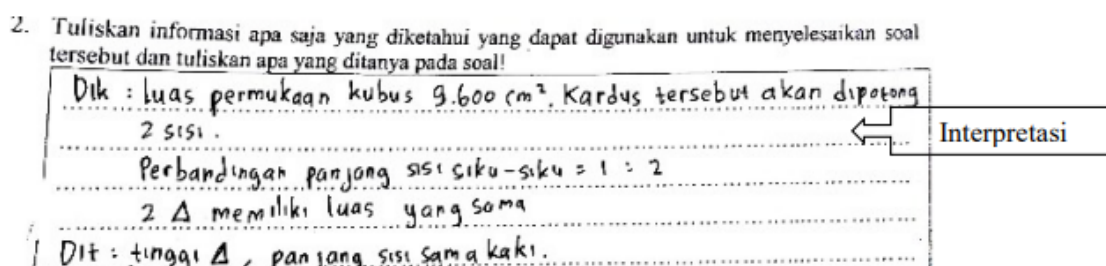 2. Tuliskan informasi apa saja yang diketahui yang dapat digunakan untuk menyelesaikan soal
tersebut dan tuliskan apa yang ditanya pada soal!
Dik : luas permukaan kubus 9.600 cm². Kardus tersebut akan dipotong
2 sisi.
Interpretasi
Perbandingan panjang sisi siku-siku = 1 : 2
2 Δ memiliki luas yang sama
Dit : tinggi Δ, panjang sisi sama kaki.